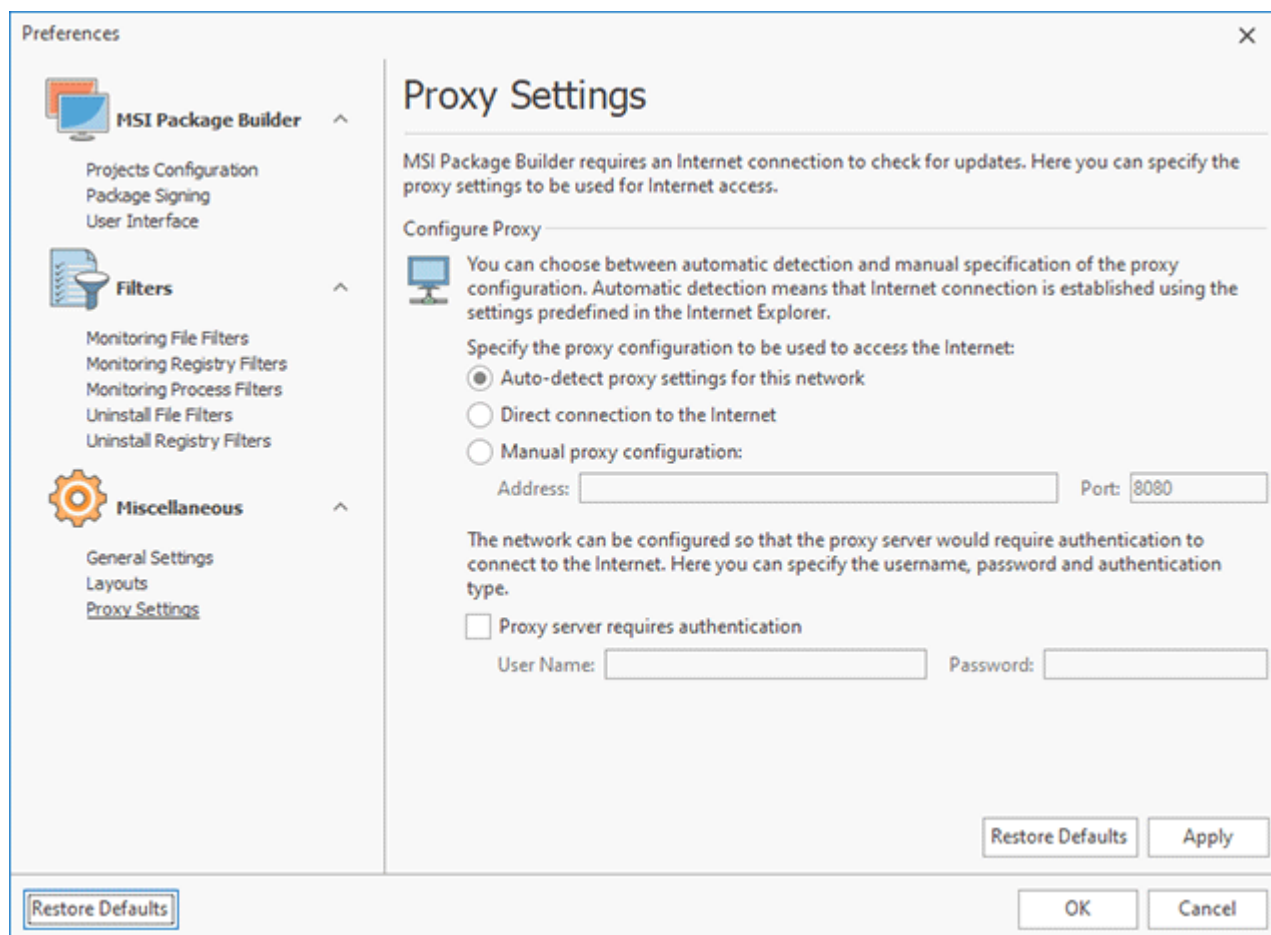 Preferences
MSI Package Builder
Projects Configuration
Package Signing
User Interface
Filters
Monitoring File Filters
Monitoring Registry Filters
Monitoring Process Filters
Uninstall File Filters
Uninstall Registry Filters
Miscellaneous
General Settings
Layouts
Proxy Settings
Proxy Settings
MSI Package Builder requires an Internet connection to check for updates. Here you can specify the
proxy settings to be used for Internet access.
Configure Proxy
You can choose between automatic detection and manual specification of the proxy
configuration. Automatic detection means that Internet connection is established using the
settings predefined in the Internet Explorer.
Specify the proxy configuration to be used to access the Internet:
Auto-detect proxy settings for this network
Direct connection to the Internet
Manual proxy configuration:
Address: Port: 8080
The network can be configured so that the proxy server would require authentication to
connect to the Internet. Here you can specify the username, password and authentication
type.
Proxy server requires authentication
User Name: Password:
Restore Defaults Apply
Restore Defaults OK Cancel